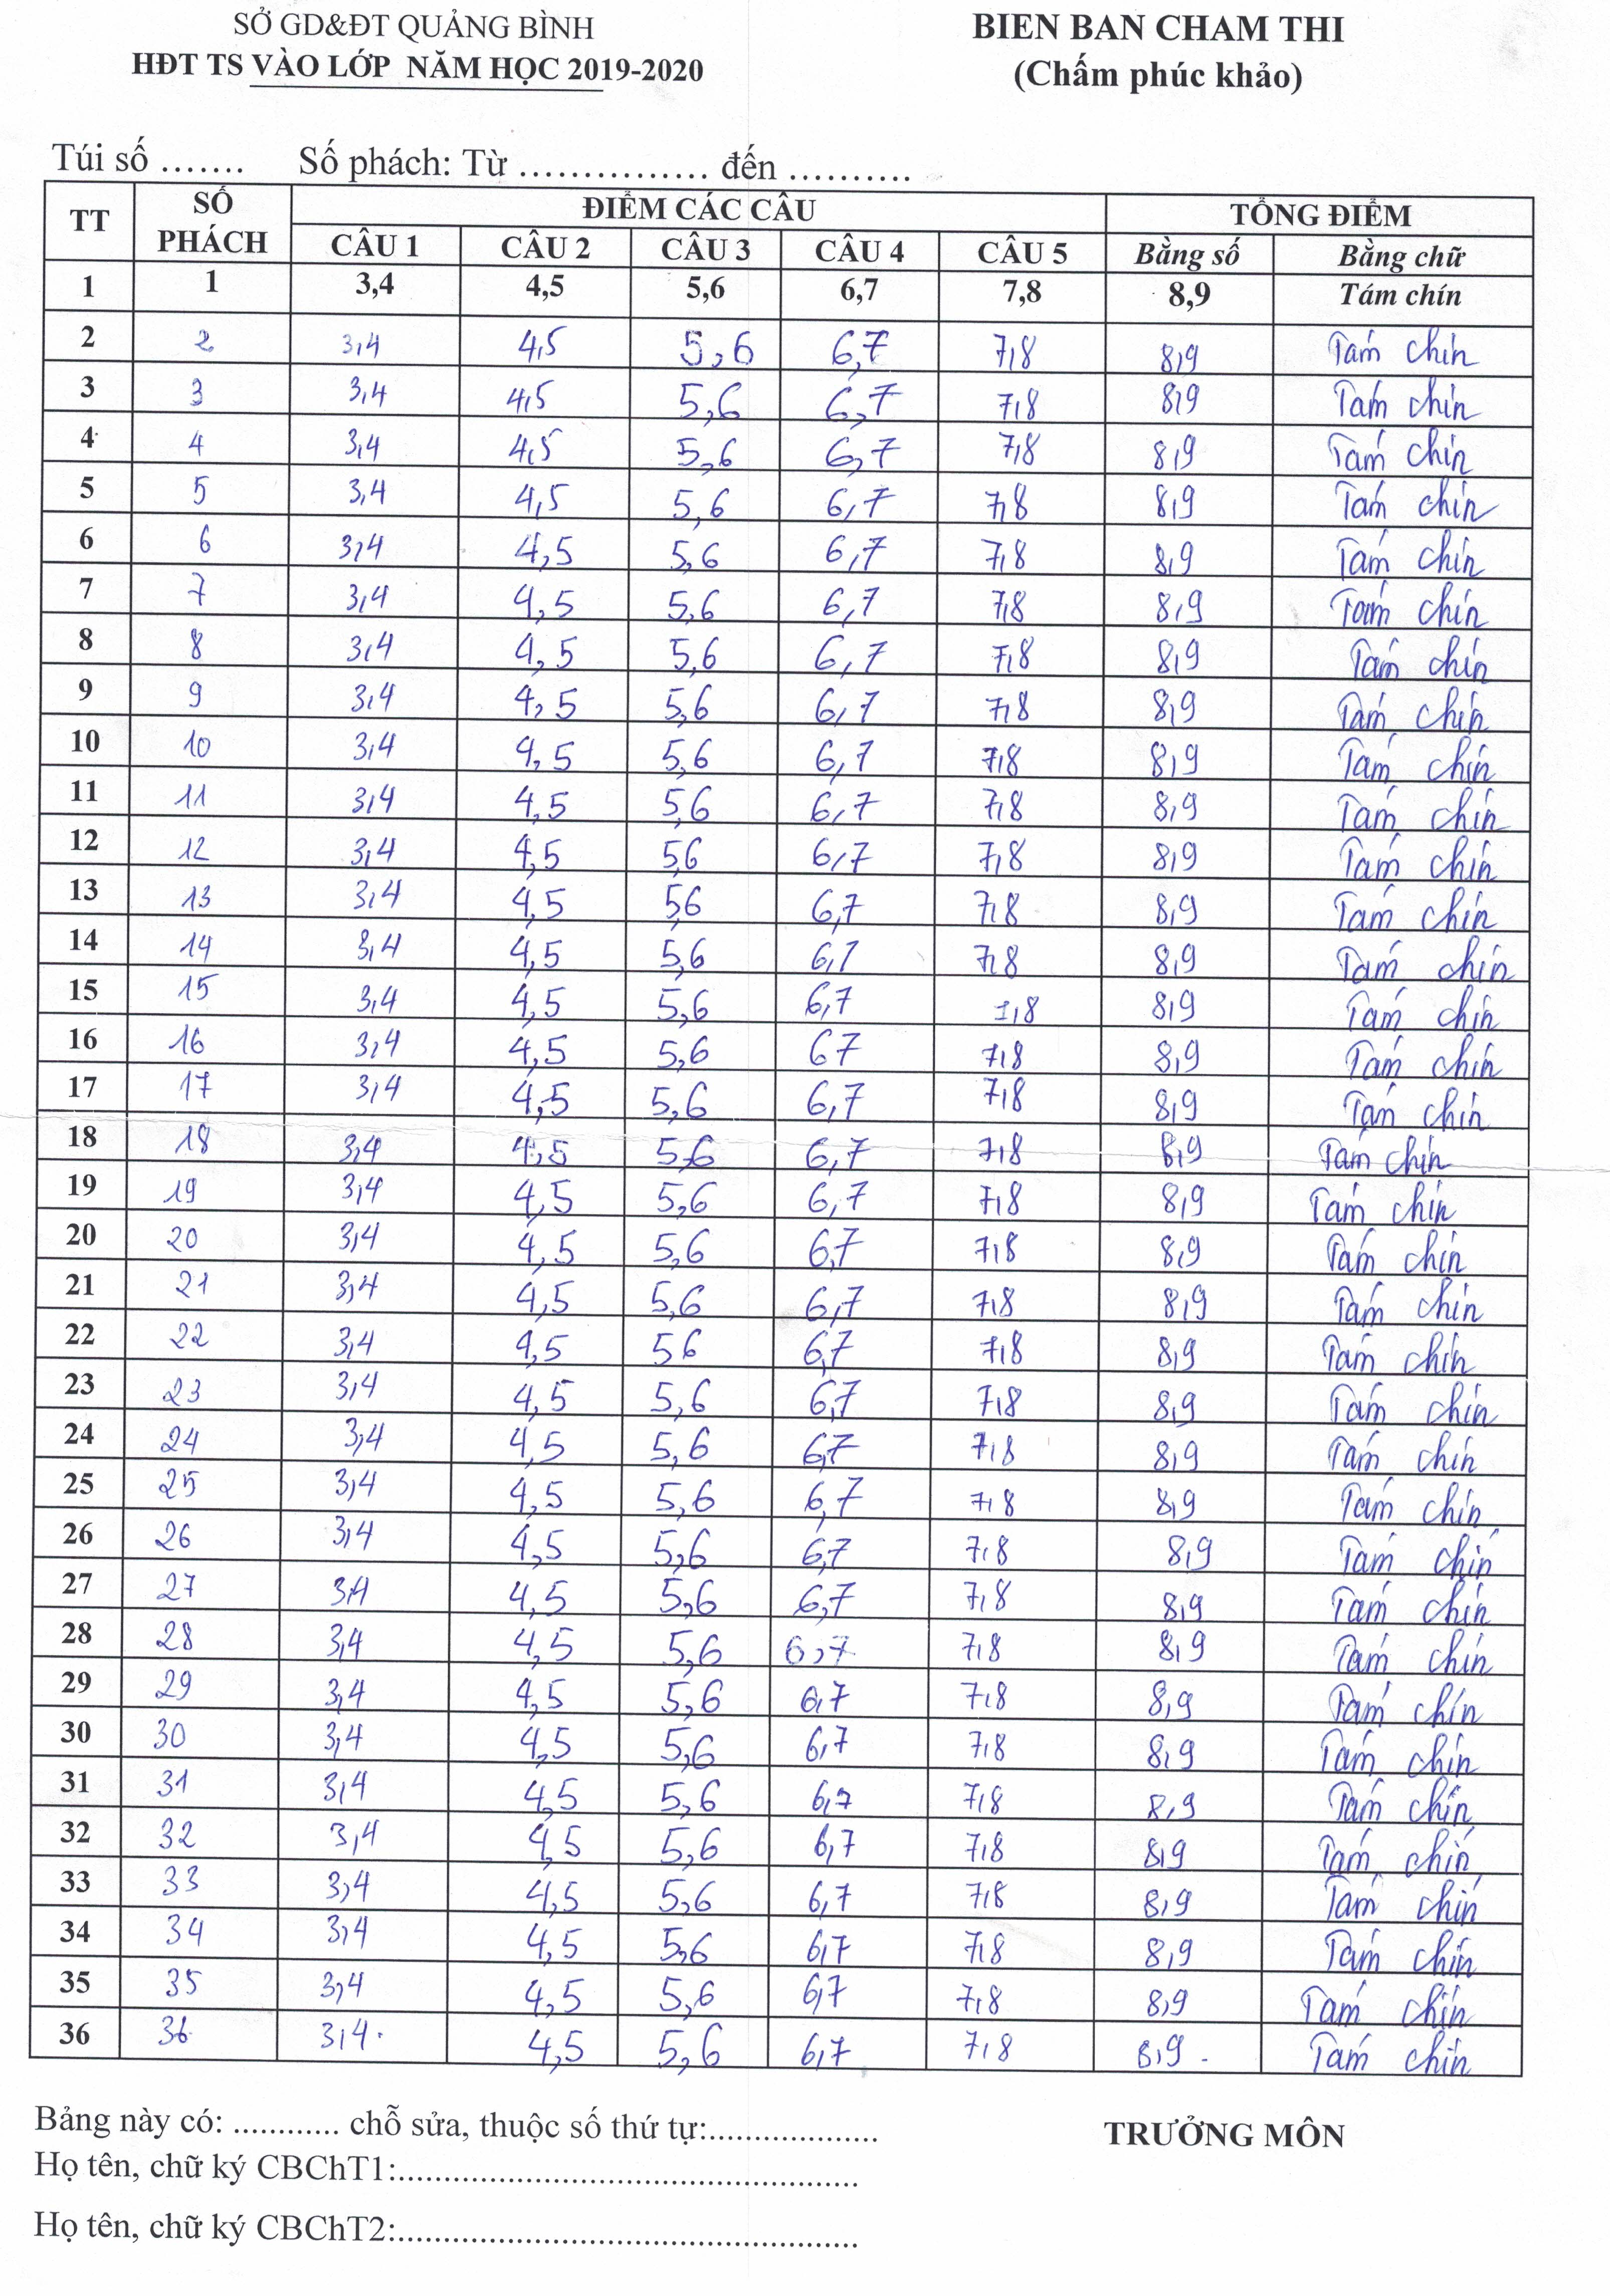 SỞ GD&ĐT QUẢNG BÌNH
HĐT TS VÀO LỚP NĂM HỌC 2019-2020
BIEN BAN CHAM THI
(Chấm phúc khảo)
Túi số ....... Số phách: Từ ............... đến ..........
TT SỐ PHÁCH ĐIỂM CÁC CÂU TỔNG ĐIỂM
CÂU 1 CÂU 2 CÂU 3 CÂU 4 CÂU 5 Bằng số Bằng chữ
1 1 3,4 4,5 5,6 6,7 7,8 8,9 Tám chín
2 2 3,4 4,5 5,6 6,7 7,8 8,9 Tám chín
3 3 3,4 4,5 5,6 6,7 7,8 8,9 Tám chín
4 4 3,4 4,5 5,6 6,7 7,8 8,9 Tám chín
5 5 3,4 4,5 5,6 6,7 7,8 8,9 Tám chín
6 6 3,4 4,5 5,6 6,7 7,8 8,9 Tám chín
7 7 3,4 4,5 5,6 6,7 7,8 8,9 Tám chín
8 8 3,4 4,5 5,6 6,7 7,8 8,9 Tám chín
9 9 3,4 4,5 5,6 6,7 7,8 8,9 Tám chín
10 10 3,4 4,5 5,6 6,7 7,8 8,9 Tám chín
11 11 3,4 4,5 5,6 6,7 7,8 8,9 Tám chín
12 12 3,4 4,5 5,6 6,7 7,8 8,9 Tám chín
13 13 3,4 4,5 5,6 6,7 7,8 8,9 Tám chín
14 14 3,4 4,5 5,6 6,7 7,8 8,9 Tám chín
15 15 3,4 4,5 5,6 6,7 7,8 8,9 Tám chín
16 16 3,4 4,5 5,6 67 7,8 8,9 Tám chín
17 17 3,4 4,5 5,6 6,7 7,8 8,9 Tám chín
18 18 3,4 4,5 5,6 6,7 7,8 8,9 Tám chín
19 19 3,4 4,5 5,6 6,7 7,8 8,9 Tám chín
20 20 3,4 4,5 5,6 6,7 7,8 8,9 Tám chín
21 21 3,4 4,5 5,6 6,7 7,8 8,9 Tám chín
22 22 3,4 4,5 56 6,7 7,8 8,9 Tám chín
23 23 3,4 4,5 5,6 6,7 7,8 8,9 Tám chín
24 24 3,4 4,5 5,6 6,7 7,8 8,9 Tám chín
25 25 3,4 4,5 5,6 6,7 7,8 8,9 Tám chín
26 26 3,4 4,5 5,6 6,7 7,8 8,9 Tám chín
27 27 3,4 4,5 5,6 6,7 7,8 8,9 Tám chín
28 28 3,4 4,5 5,6 6,7 7,8 8,9 Tám chín
29 29 3,4 4,5 5,6 6,7 7,8 8,9 Tám chín
30 30 3,4 4,5 5,6 6,7 7,8 8,9 Tám chín
31 31 3,4 4,5 5,6 6,7 7,8 8,9 Tám chín
32 32 3,4 4,5 5,6 6,7 7,8 8,9 Tám chín
33 33 3,4 4,5 5,6 6,7 7,8 8,9 Tám chín
34 34 3,4 4,5 5,6 6,7 7,8 8,9 Tám chín
35 35 3,4 4,5 5,6 6,7 7,8 8,9 Tám chín
36 36 3,4. 4,5 5,6 6,7 7,8 8,9. Tám chín
Bảng này có: ............ chỗ sửa, thuộc số thứ tự:...................
TRƯỞNG MÔN
Họ tên, chữ ký CBChT1:....................................................
Họ tên, chữ ký CBChT2:....................................................